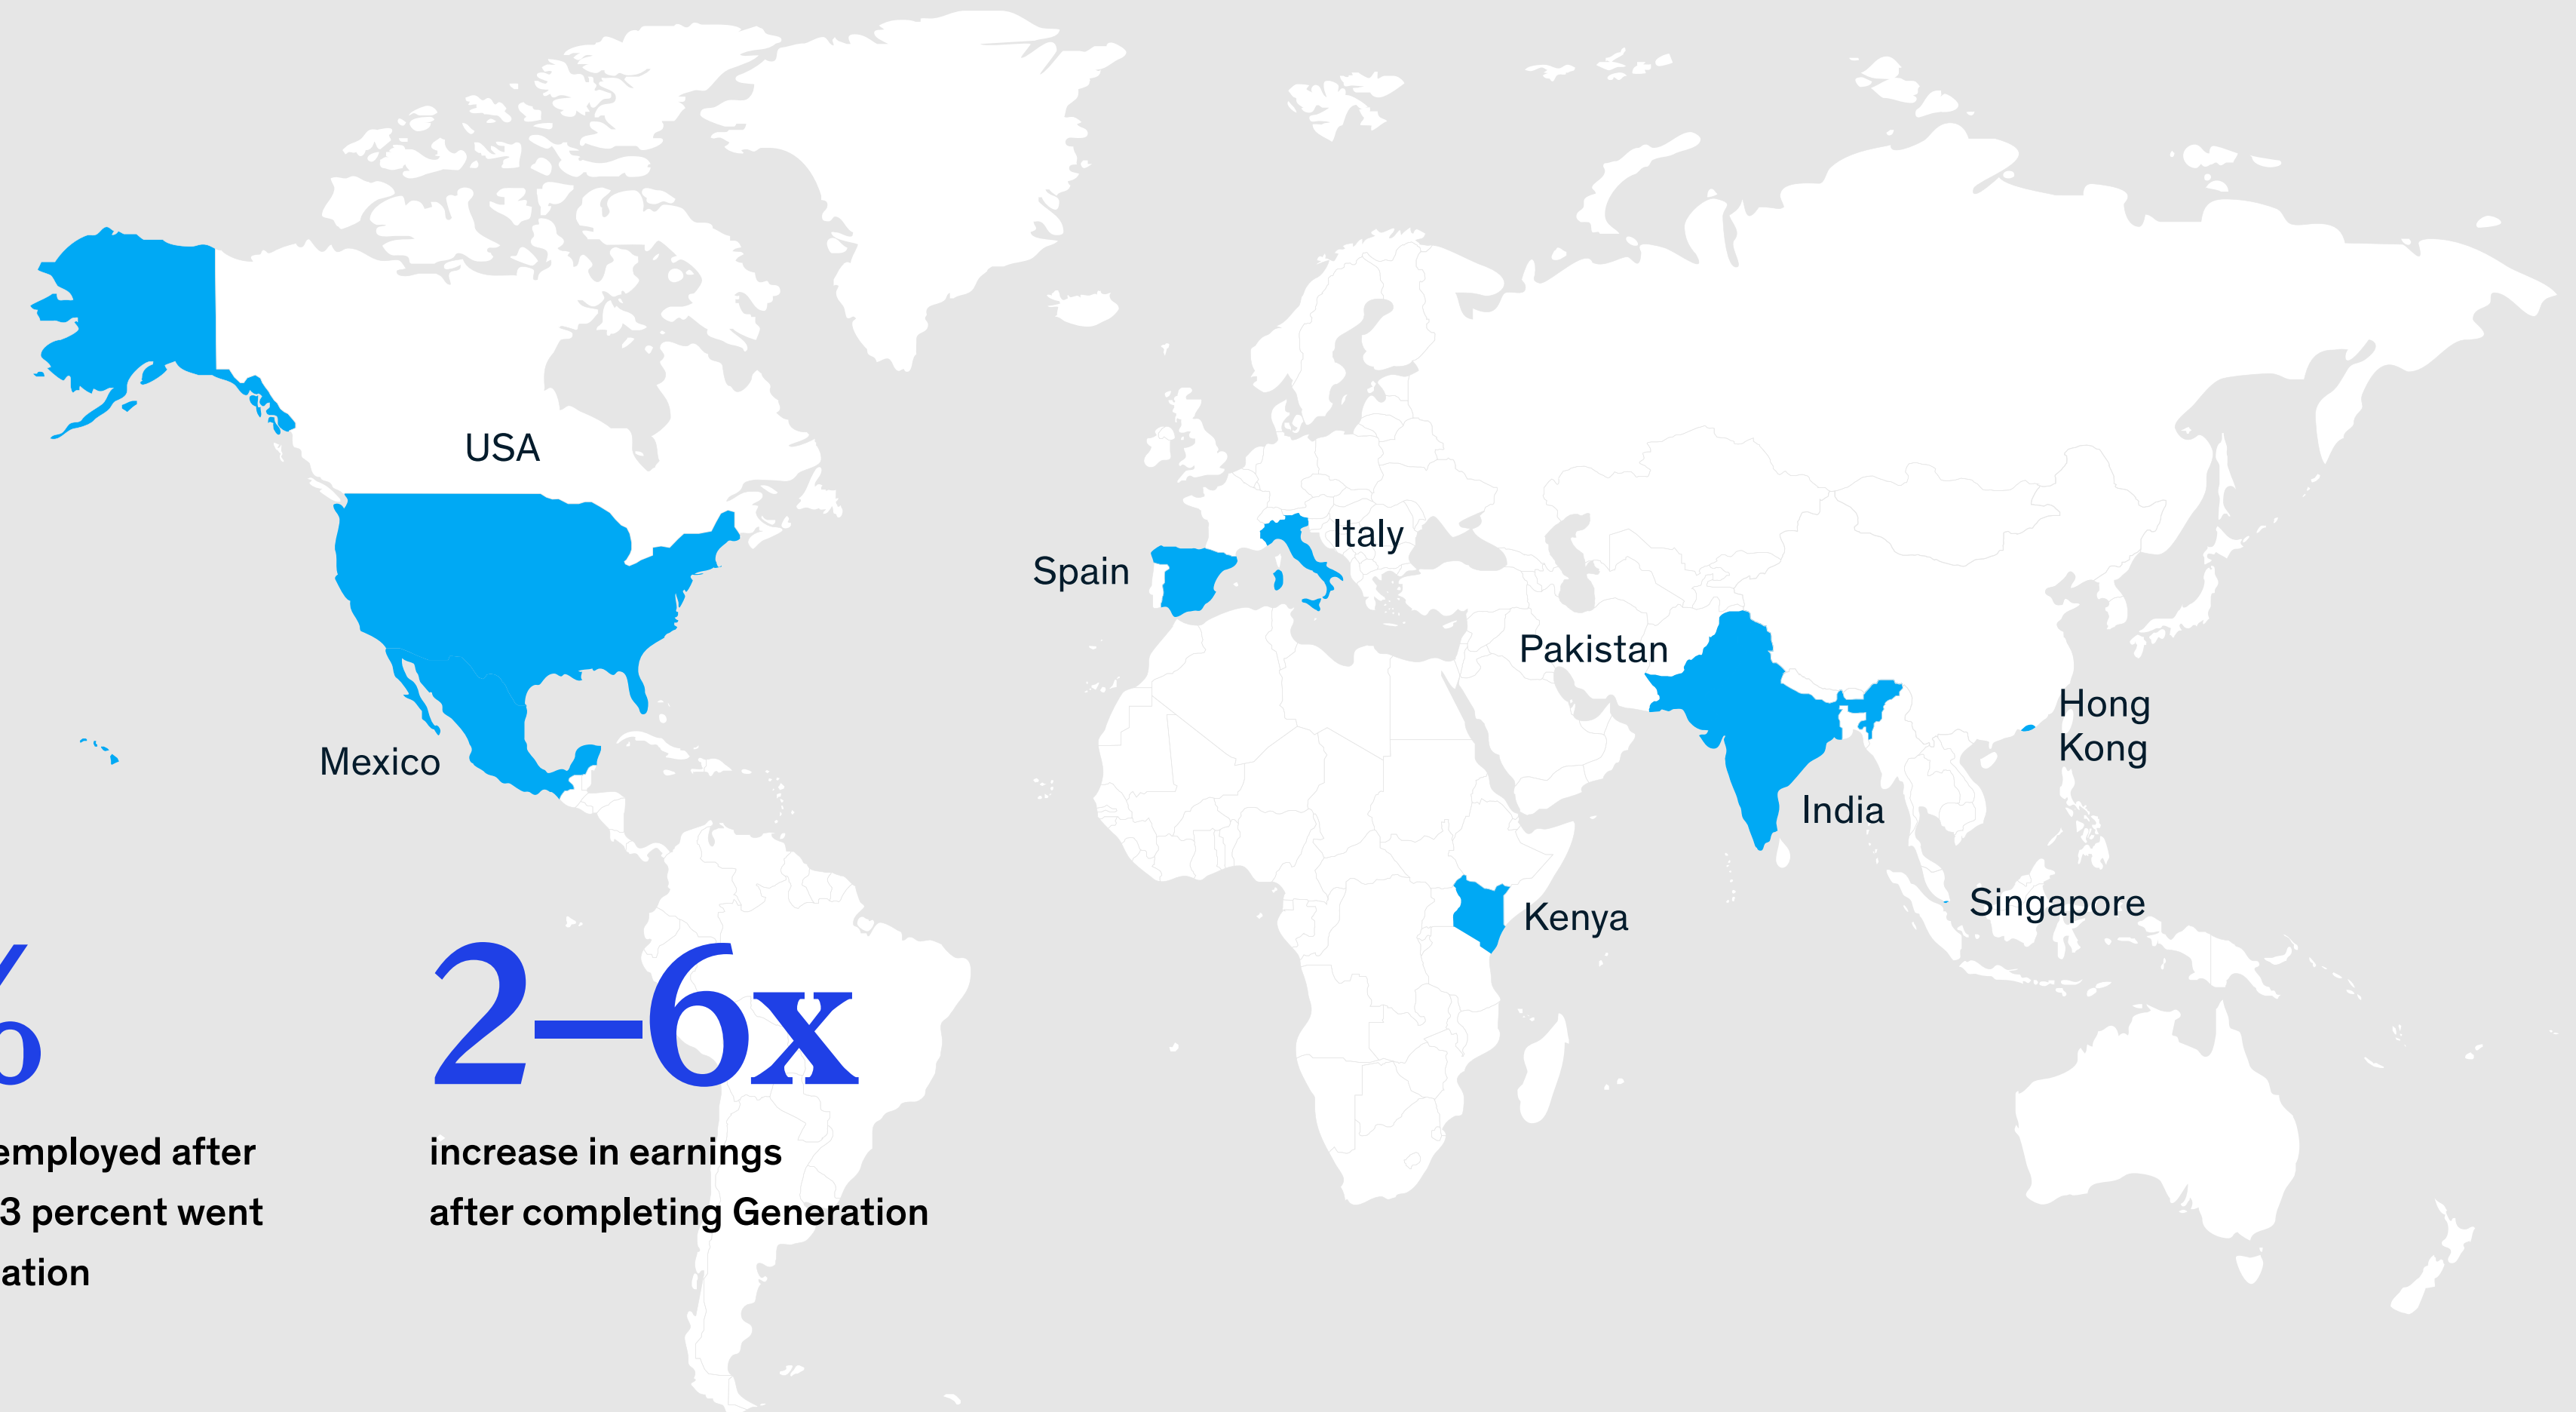 USA
Italy
Spain
Pakistan
Hong
Kong
Mexico
India
Singapore
Kenya
%
employed after
3 percent went
ation
2–6x
increase in earnings
after completing Generation